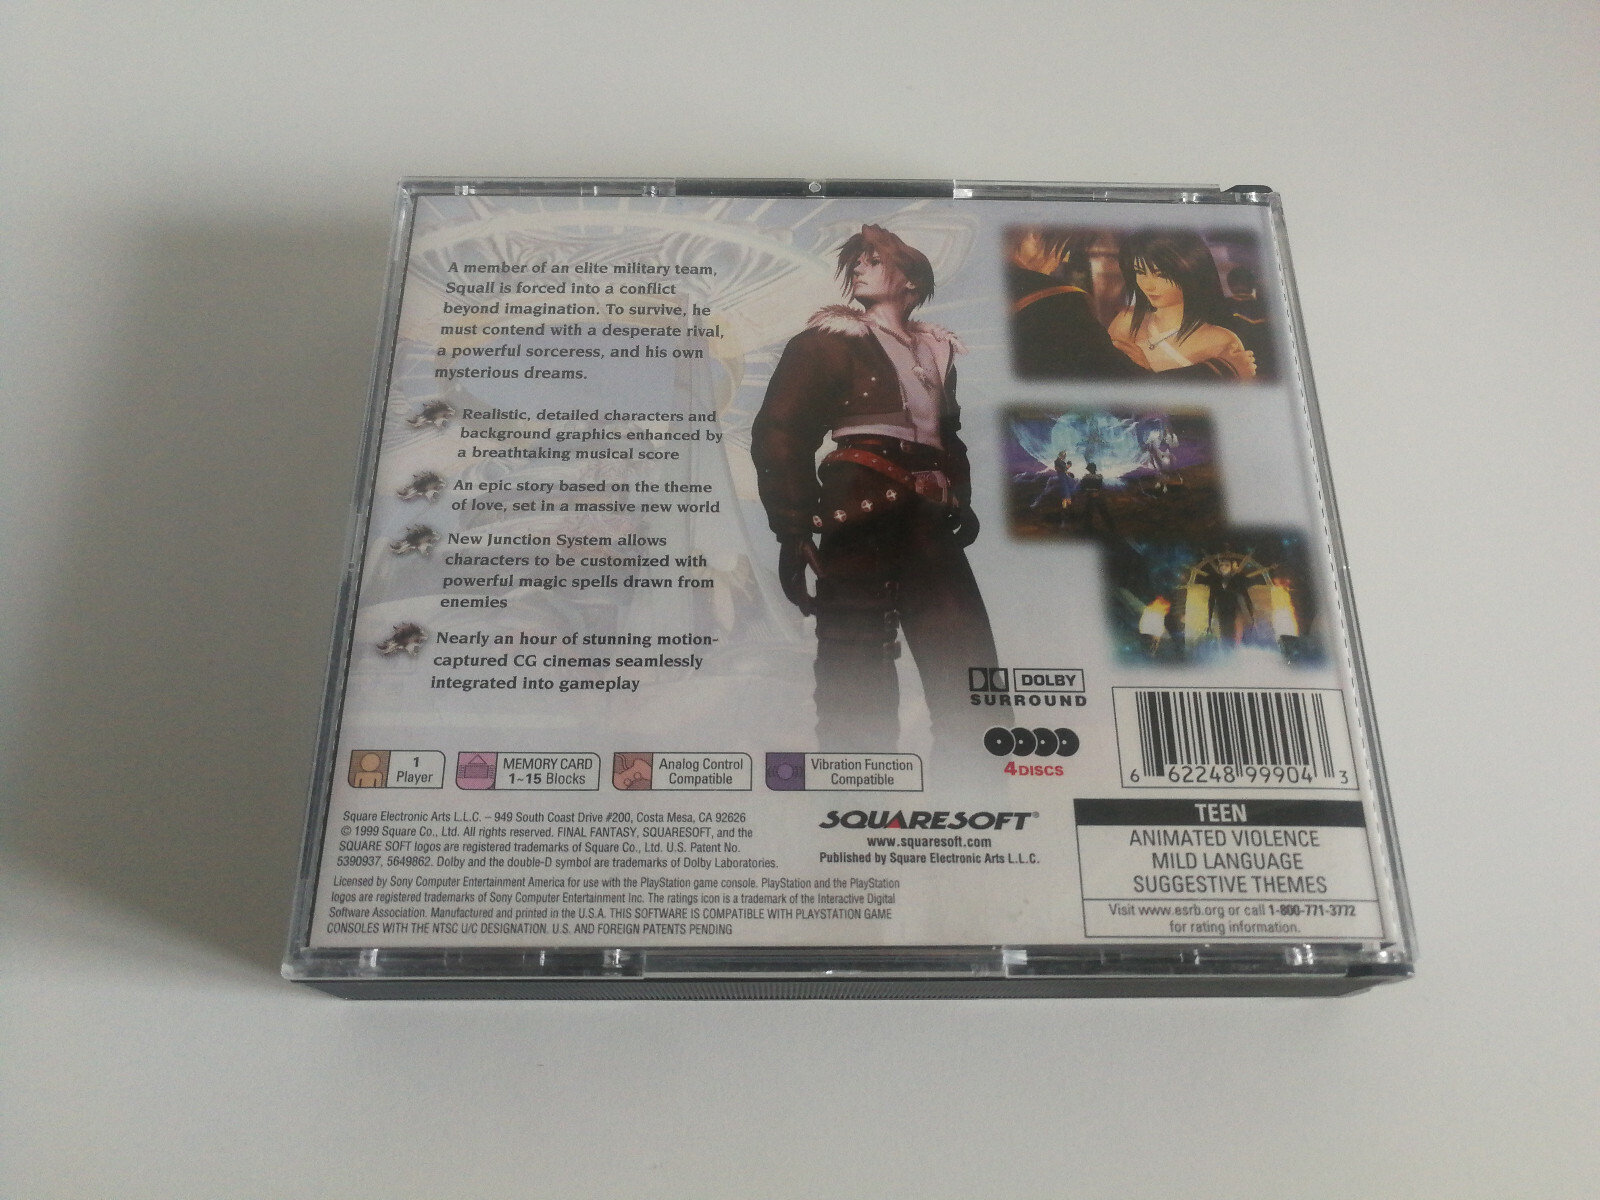 A member of an elite military team,
Squall is forced into a conflict
beyond imagination. To survive, he
must contend with a desperate rival,
a powerful sorceress, and his own
mysterious dreams.
Realistic, detailed characters and
background graphics enhanced by
a breathtaking musical score
An epic story based on the theme
of love, set in a massive new world
New Junction System allows
characters to be customized with
powerful magic spells drawn from
enemies
Nearly an hour of stunning motion-
captured CG cinemas seamlessly
integrated into gameplay
DOLBY
SURROUND
4 DISCS
6 62248 99904 3
1
Player
MEMORY CARD
1~15 Blocks
Analog Control
Compatible
Vibration Function
Compatible
Square Electronic Arts L.L.C. – 949 South Coast Drive #200, Costa Mesa, CA 92626
© 1999 Square Co., Ltd. All rights reserved. FINAL FANTASY, SQUARESOFT, and the
SQUARE SOFT logos are registered trademarks of Square Co., Ltd. U.S. Patent No.
5390937, 5649862. Dolby and the double-D symbol are trademarks of Dolby Laboratories.
Licensed by Sony Computer Entertainment America for use with the PlayStation game console. PlayStation and the PlayStation
logos are registered trademarks of Sony Computer Entertainment Inc. The ratings icon is a trademark of the Interactive Digital
Software Association. Manufactured and printed in the U.S.A. THIS SOFTWARE IS COMPATIBLE WITH PLAYSTATION GAME
CONSOLES WITH THE NTSC U/C DESIGNATION. U.S. AND FOREIGN PATENTS PENDING
SQUARESOFT®
www.squaresoft.com
Published by Square Electronic Arts L.L.C.
TEEN
ANIMATED VIOLENCE
MILD LANGUAGE
SUGGESTIVE THEMES
Visit www.esrb.org or call 1-800-771-3772
for rating information.